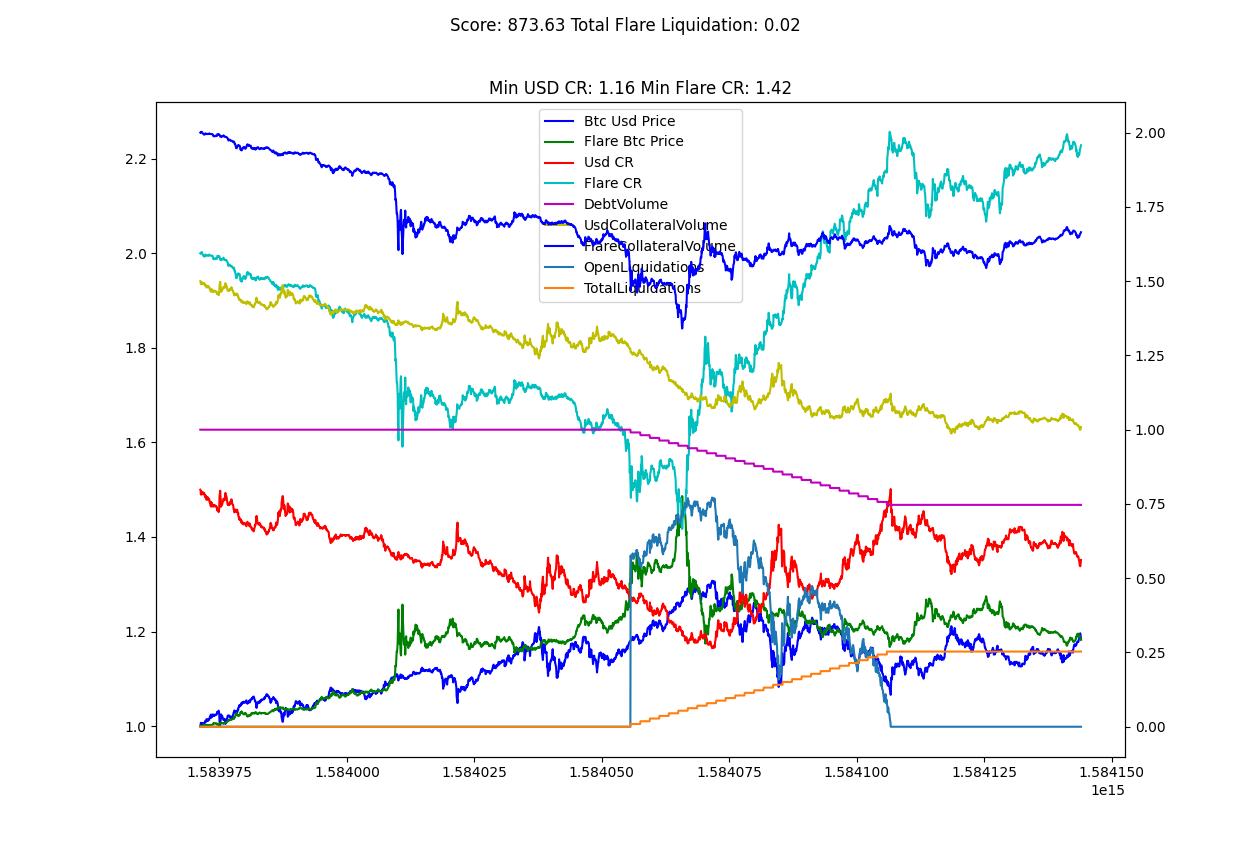 Score: 873.63 Total Flare Liquidation: 0.02
Min USD CR: 1.16 Min Flare CR: 1.42
Btc Usd Price
Flare Btc Price
Usd CR
Flare CR
DebtVolume
UsdCollateralVolume
FlareCollateralVolume
OpenLiquidations
TotalLiquidations
2.2
2.0
1.8
1.6
1.4
1.2
1.0
2.00
1.75
1.50
1.25
1.00
0.75
0.50
0.25
0.00
1.583975 1.584000 1.584025 1.584050 1.584075 1.584100 1.584125 1.584150
1e15